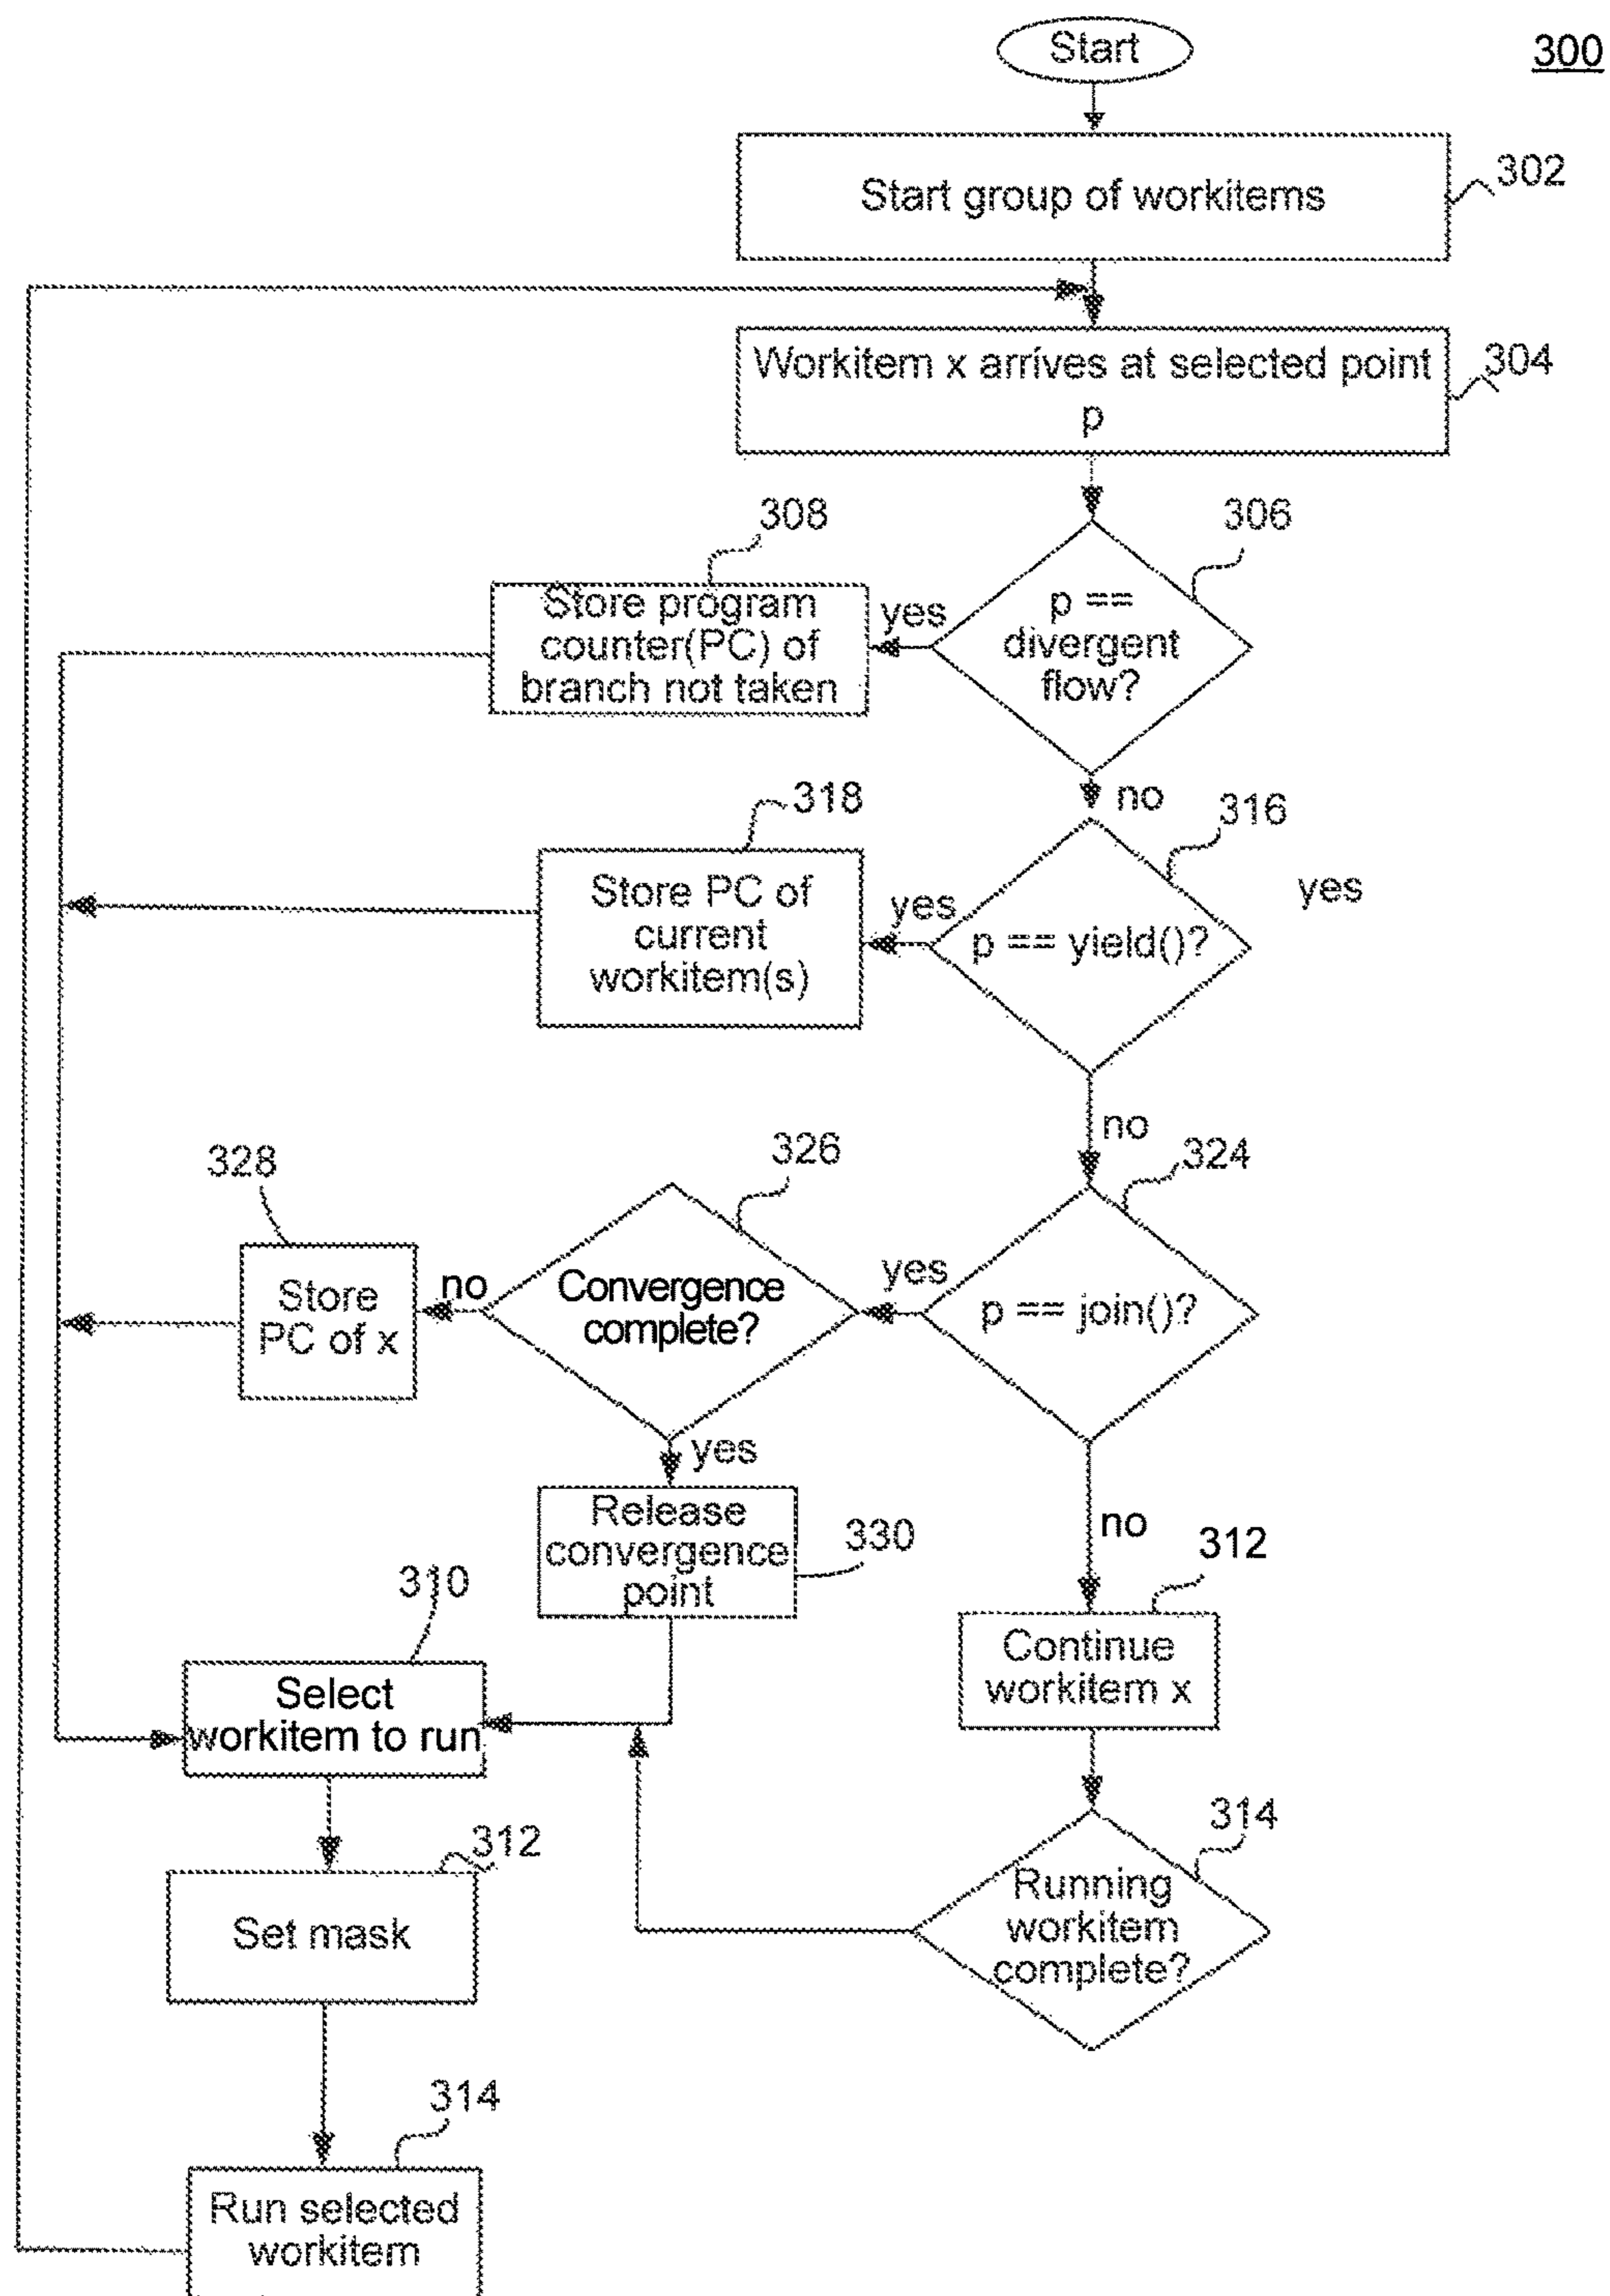 Start
300
Start group of workitems
302
Workitem x arrives at selected point
p
304
308
306
Store program
counter(PC) of
branch not taken
yes
p ==
divergent
flow?
no
318
316
Store PC of
current
workitem(s)
yes
p == yield()?
yes
no
328
326
324
Store
PC of x
no
Convergence
complete?
yes
p == join()?
yes
no
Release
convergence
point
330
312
310
Continue
workitem x
Select
workitem to run
312
314
Set mask
Running
workitem
complete?
314
Run selected
workitem